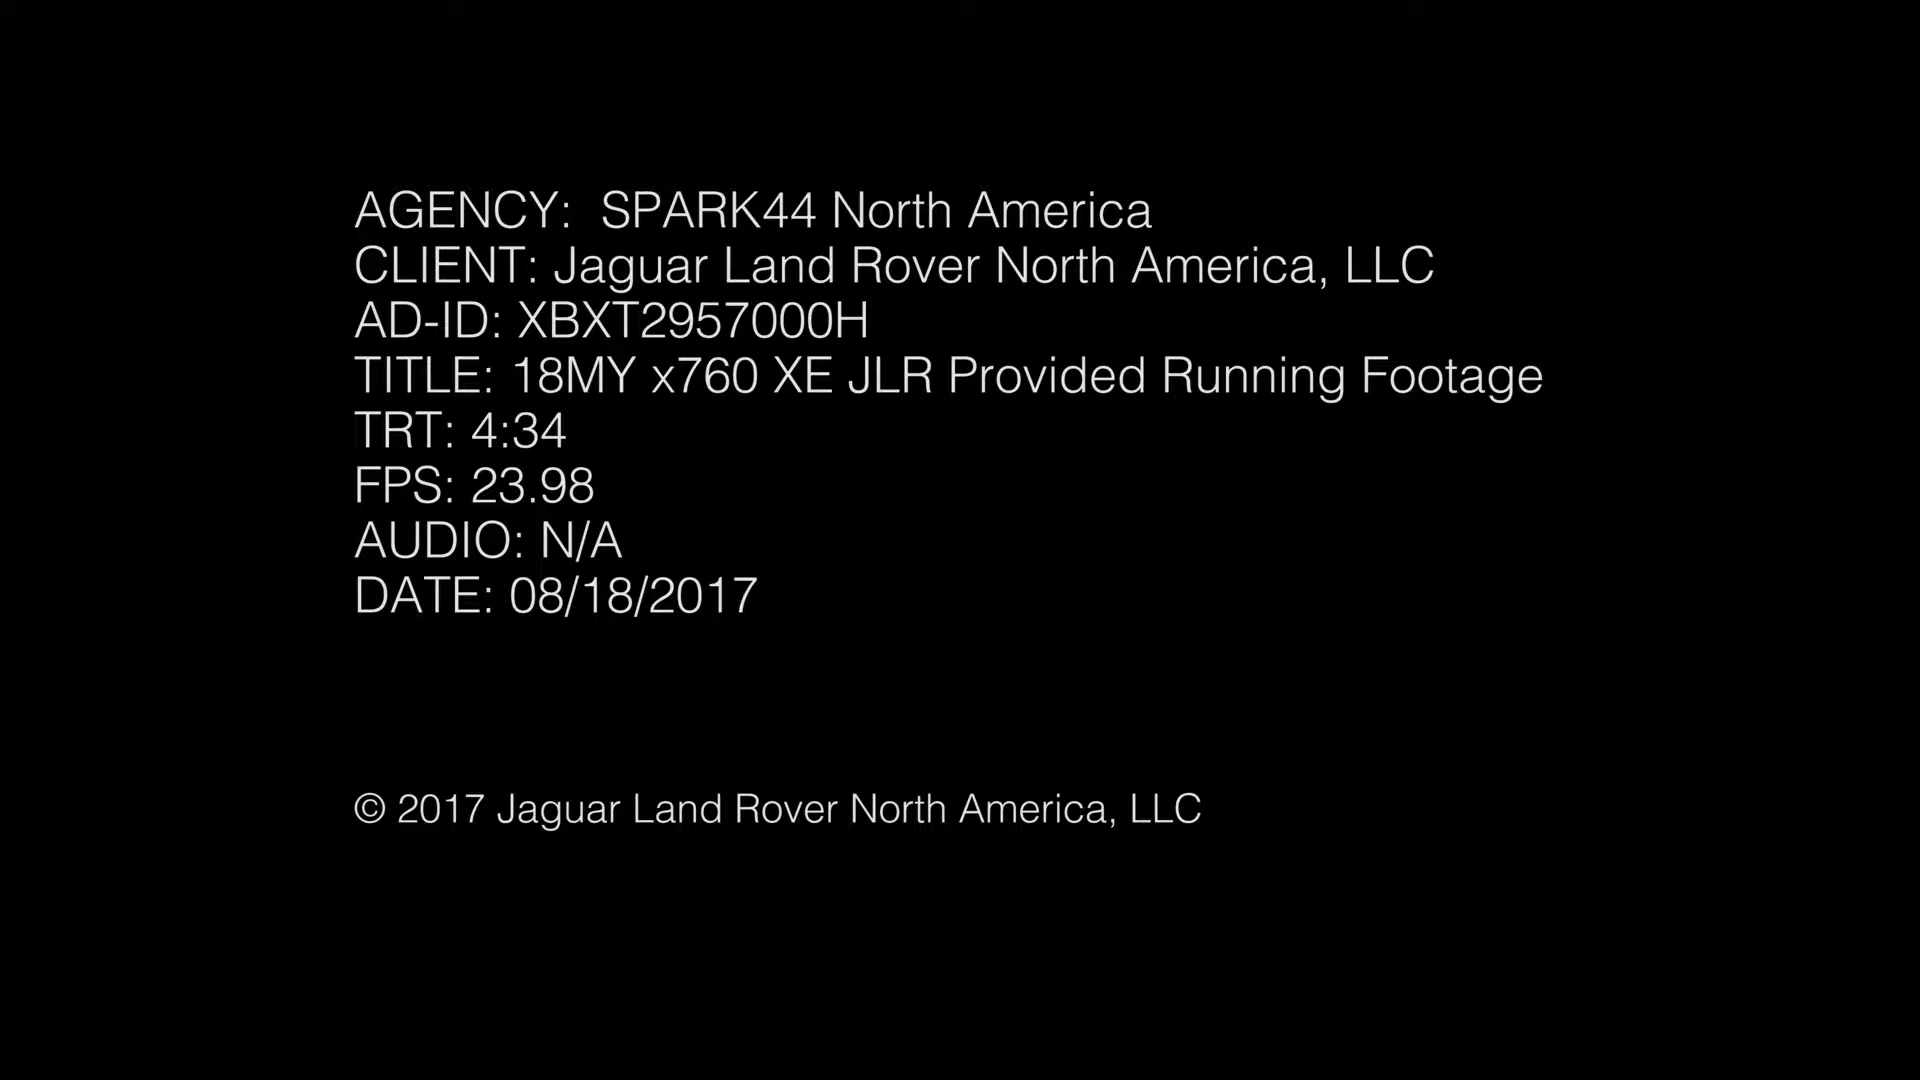 AGENCY:  SPARK44 North America
CLIENT: Jaguar Land Rover North America, LLC
AD-ID: XBXT2957000H
TITLE: 18MY x760 XE JLR Provided Running Footage
TRT: 4:34
FPS: 23.98
AUDIO: N/A
DATE: 08/18/2017
© 2017 Jaguar Land Rover North America, LLC